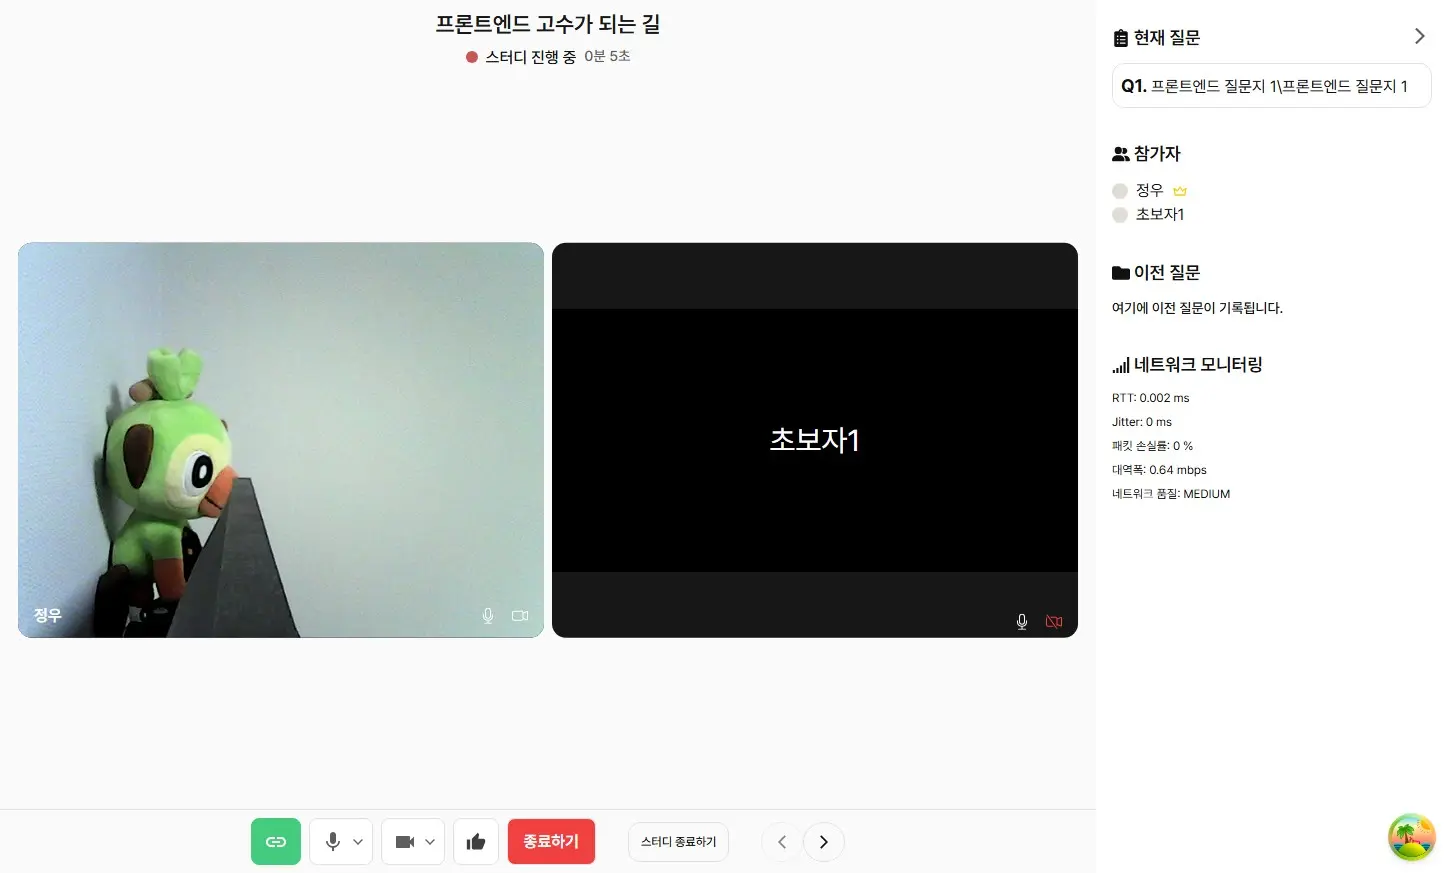 프론트엔드 고수가 되는 길
스터디 진행 중 0분 5초
정우
초보자1
종료하기
스터디 종료하기
현재 질문
Q1. 프론트엔드 질문지 1\프론트엔드 질문지 1
참가자
정우
초보자1
이전 질문
여기에 이전 질문이 기록됩니다.
네트워크 모니터링
RTT: 0.002 ms
Jitter: 0 ms
패킷 손실률: 0 %
대역폭: 0.64 mbps
네트워크 품질: MEDIUM